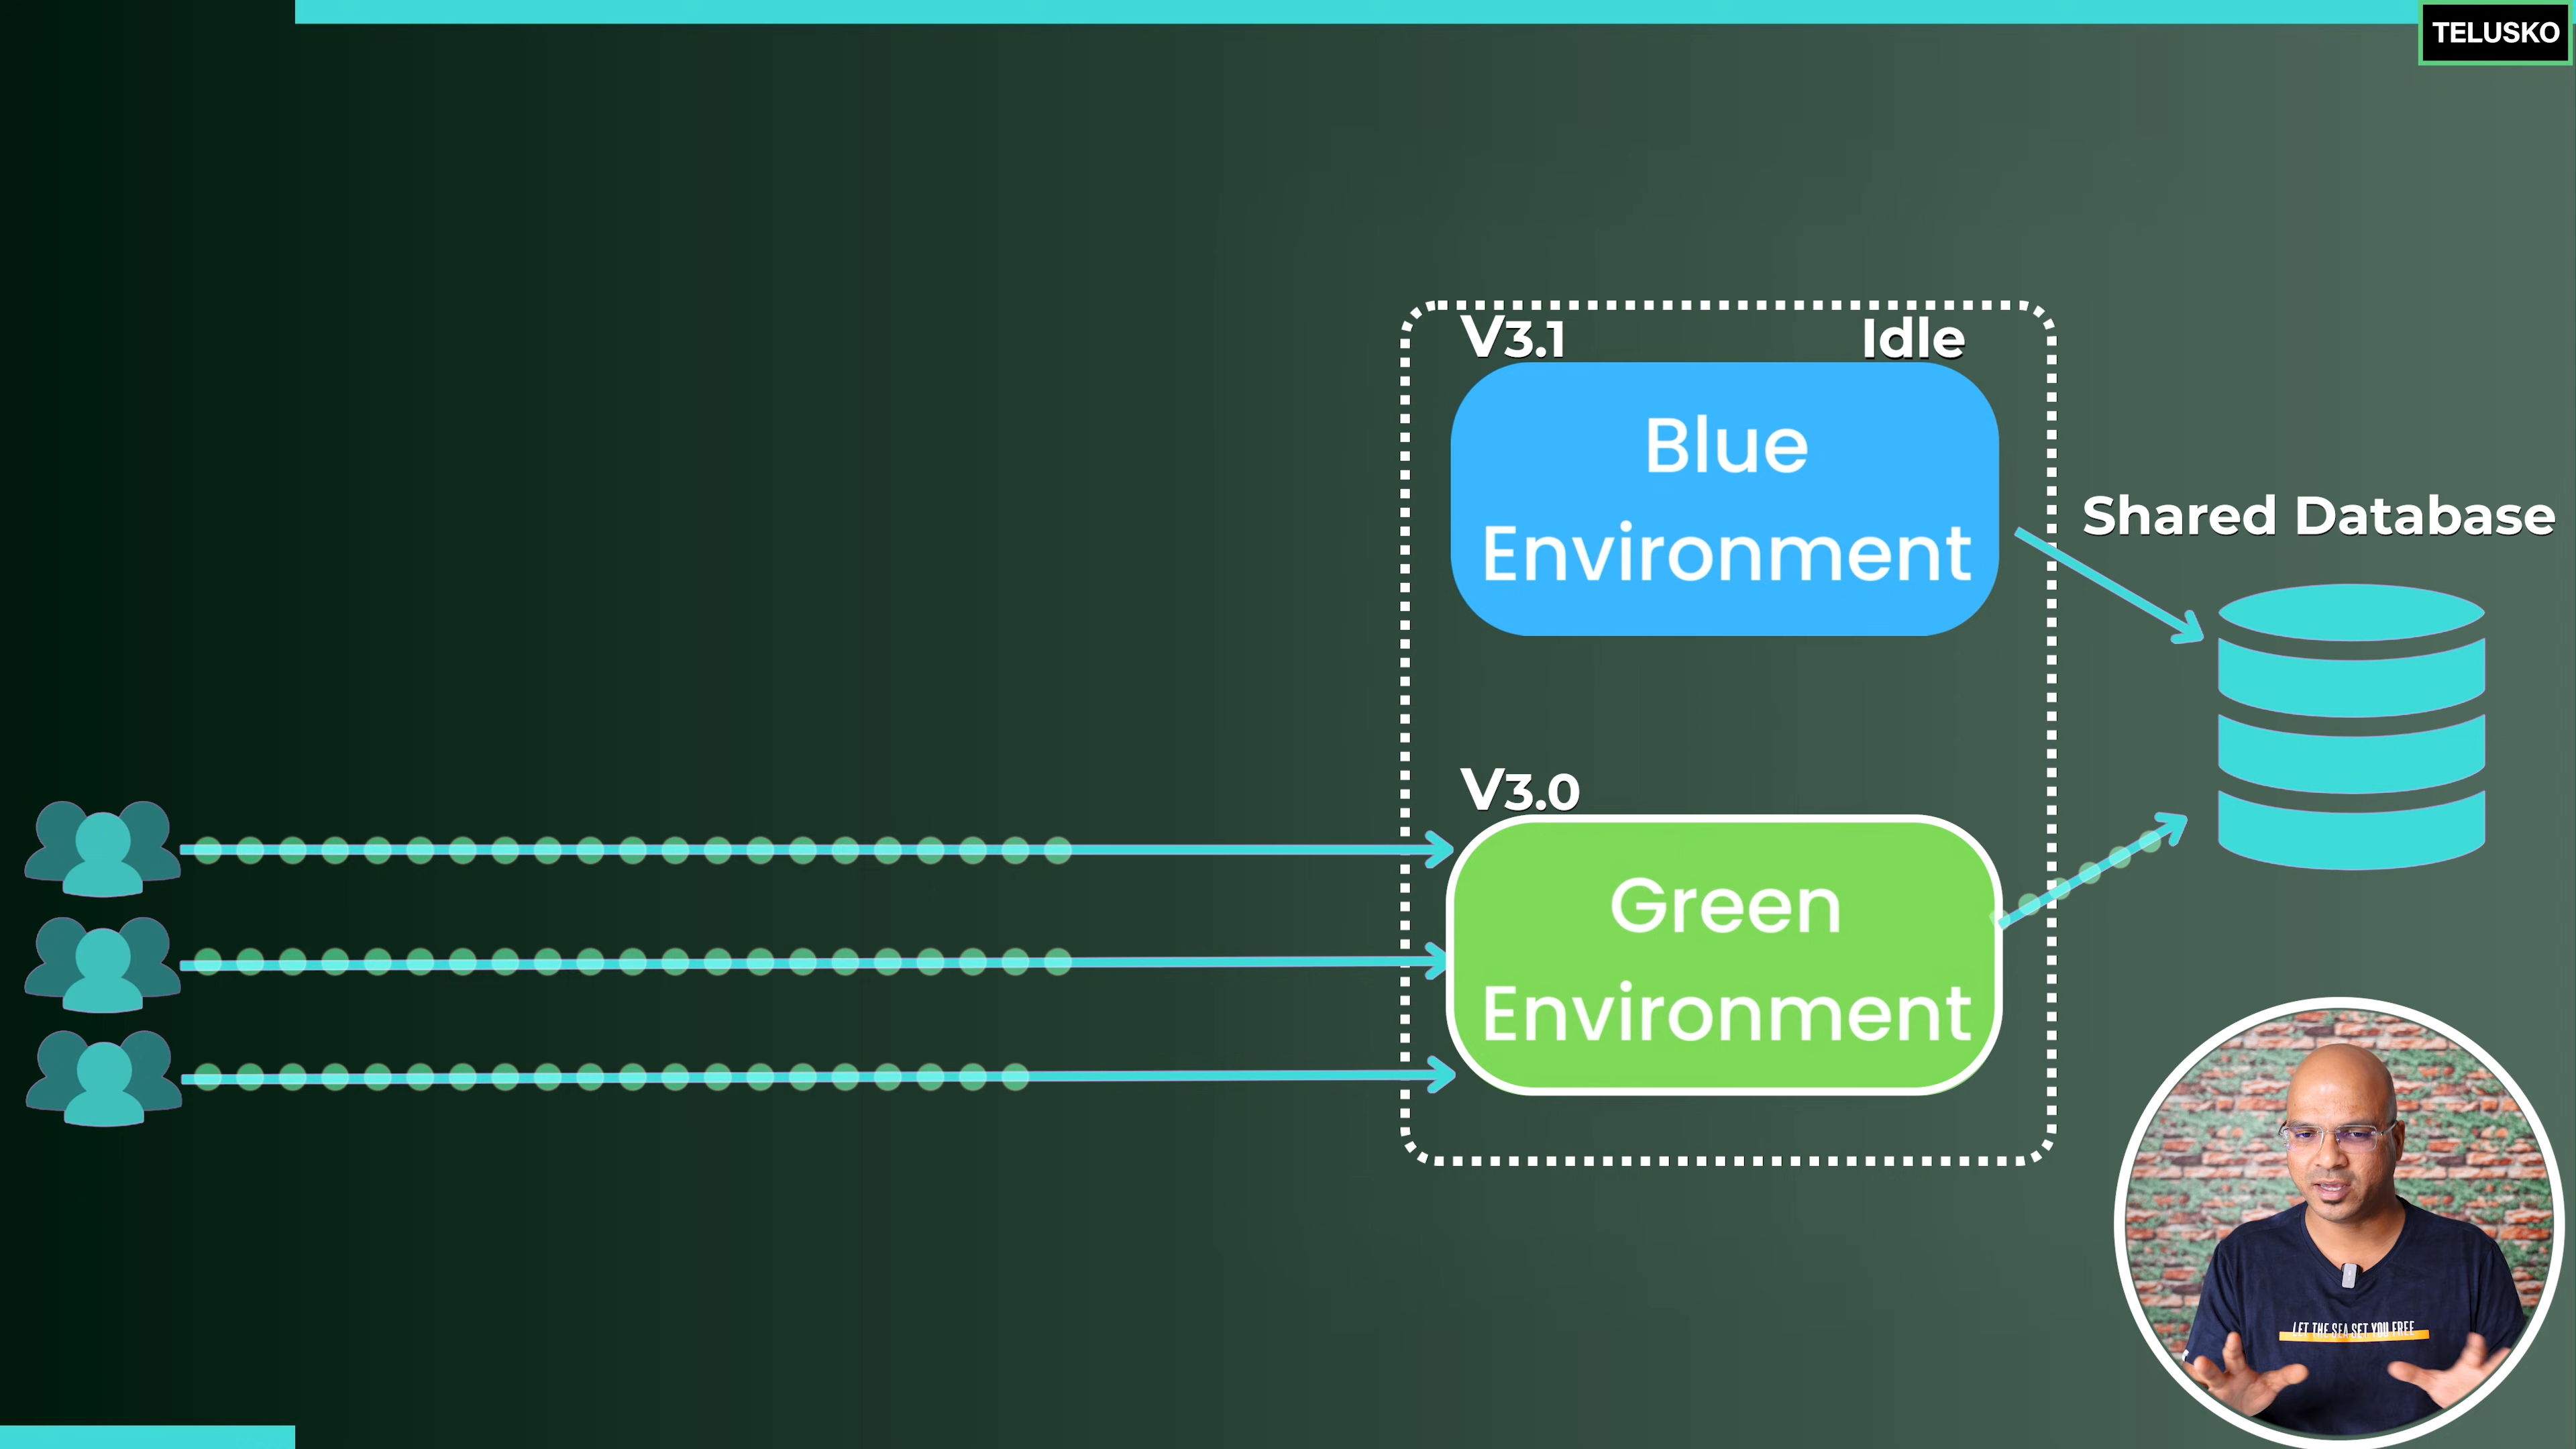 TELUSKO
V3.1
Idle
Blue
Environment
Shared Database
V3.0
Green
Environment
LET THE SEA SET YOU FREE